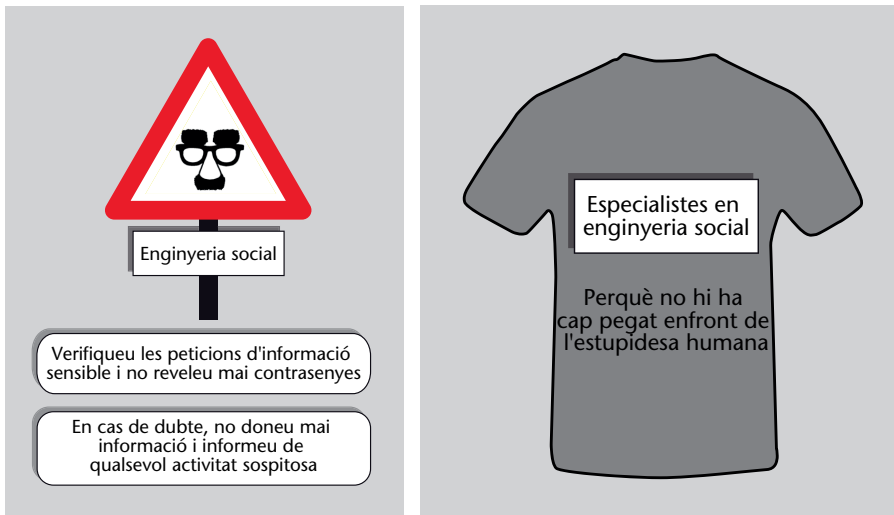 Enginyeria social
Verifiqueu les peticions d'informació
sensible i no reveleu mai contrasenyes
En cas de dubte, no doneu mai
informació i informeu de
qualsevol activitat sospitosa
Especialistes en
enginyeria social
Perquè no hi ha
cap pegat enfront de
l'estupidesa humana